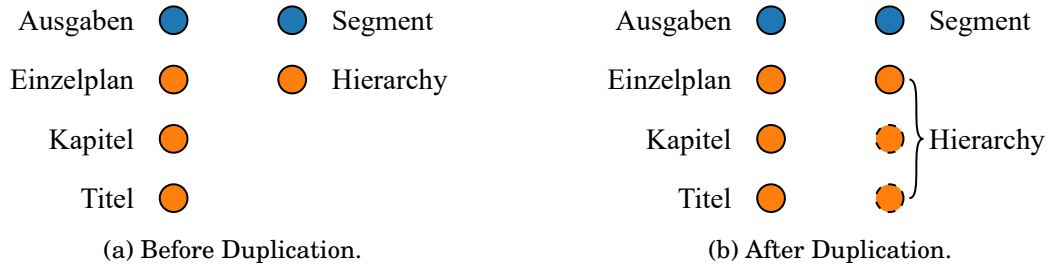 Ausgaben
Segment
Einzelplan
Hierarchy
Kapitel
Titel
(a) Before Duplication.
Ausgaben
Segment
Einzelplan
Kapitel
Hierarchy
Titel
(b) After Duplication.